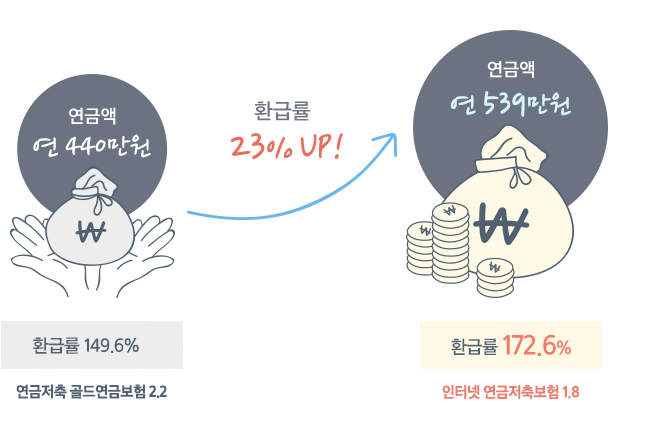 연금액
연 440만원
₩
환급률 149.6%
연금저축 골드연금보험 2.2
환급률
23% UP!
연금액
연 539만원
₩
₩
₩
₩
환급률 172.6%
인터넷 연금저축보험 1.8